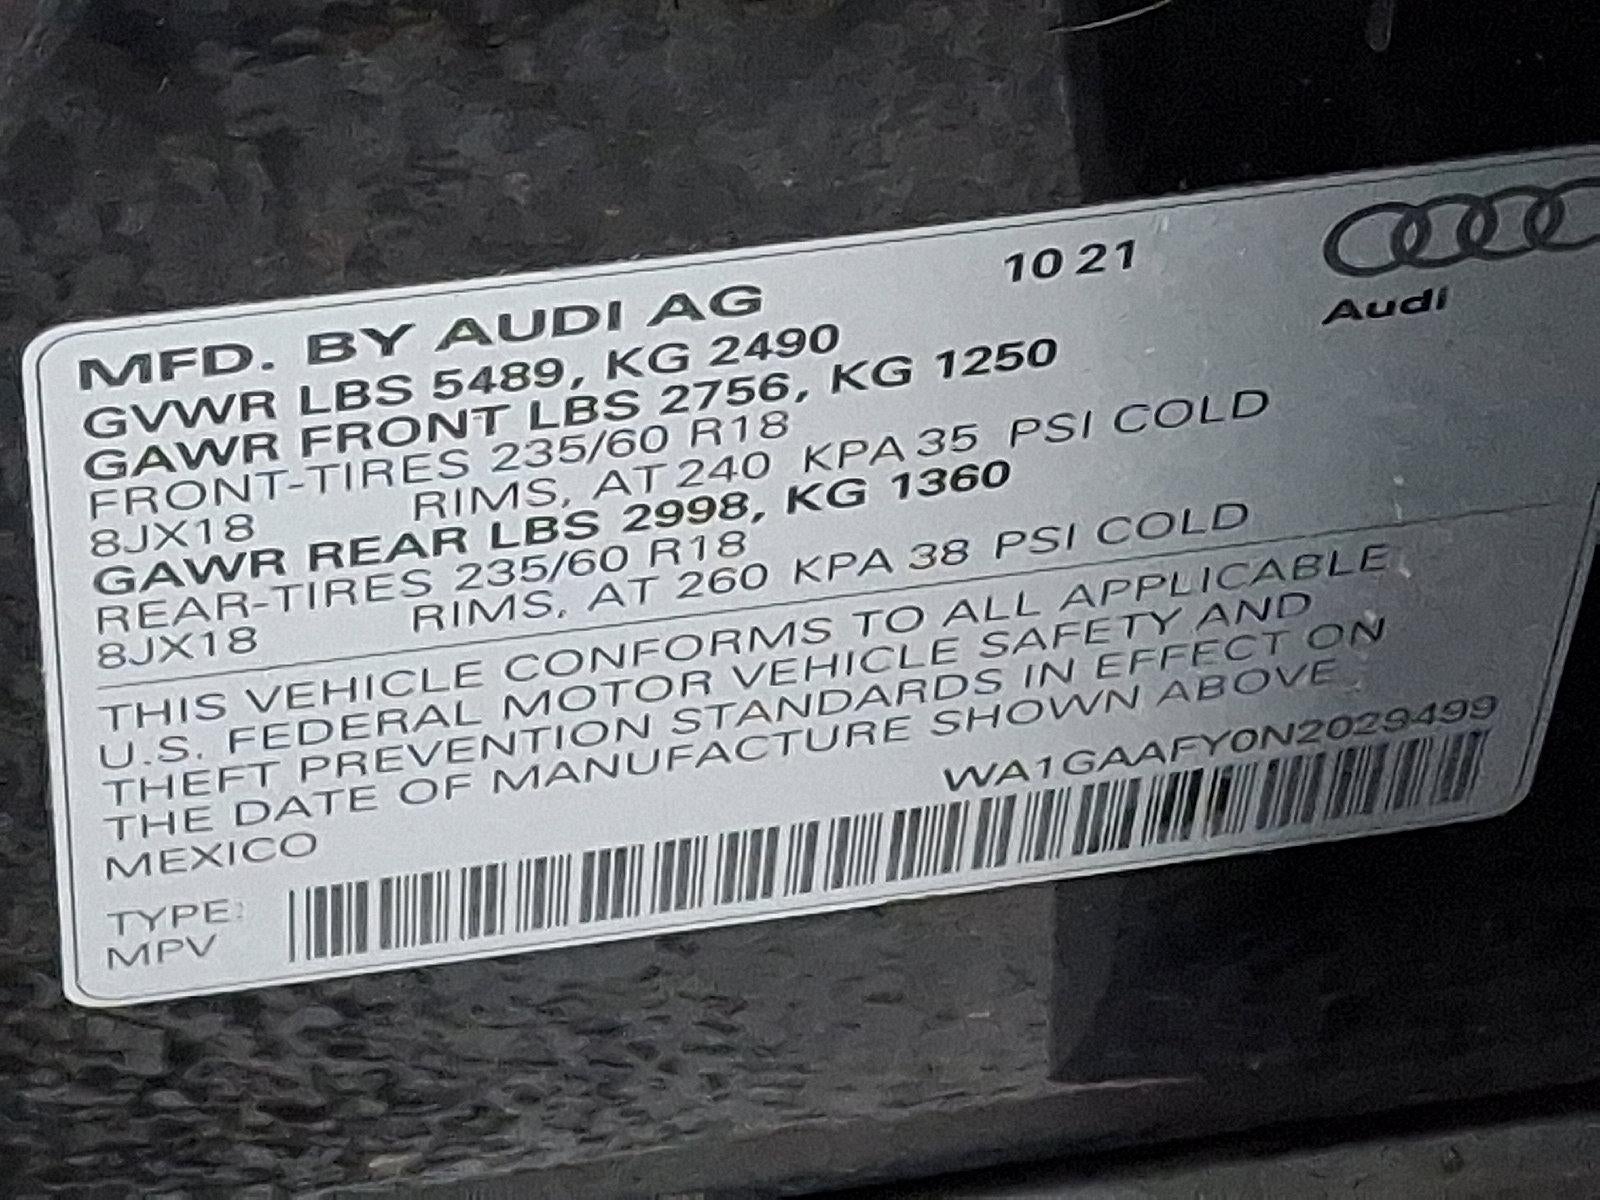 10 21
Audi
MFD. BY AUDI AG
GVWR LBS 5489, KG 2490
GAWR FRONT LBS 2756, KG 1250
FRONT-TIRES 235/60 R18
8JX18 RIMS, AT 240 KPA 35 PSI COLD
GAWR REAR LBS 2998, KG 1360
REAR-TIRES 235/60 R18
8JX18 RIMS, AT 260 KPA 38 PSI COLD
THIS VEHICLE CONFORMS TO ALL APPLICABLE
U.S. FEDERAL MOTOR VEHICLE SAFETY AND
THEFT PREVENTION STANDARDS IN EFFECT ON
THE DATE OF MANUFACTURE SHOWN ABOVE.
MEXICO
WA1GAAFY0N2029499
TYPE:
MPV